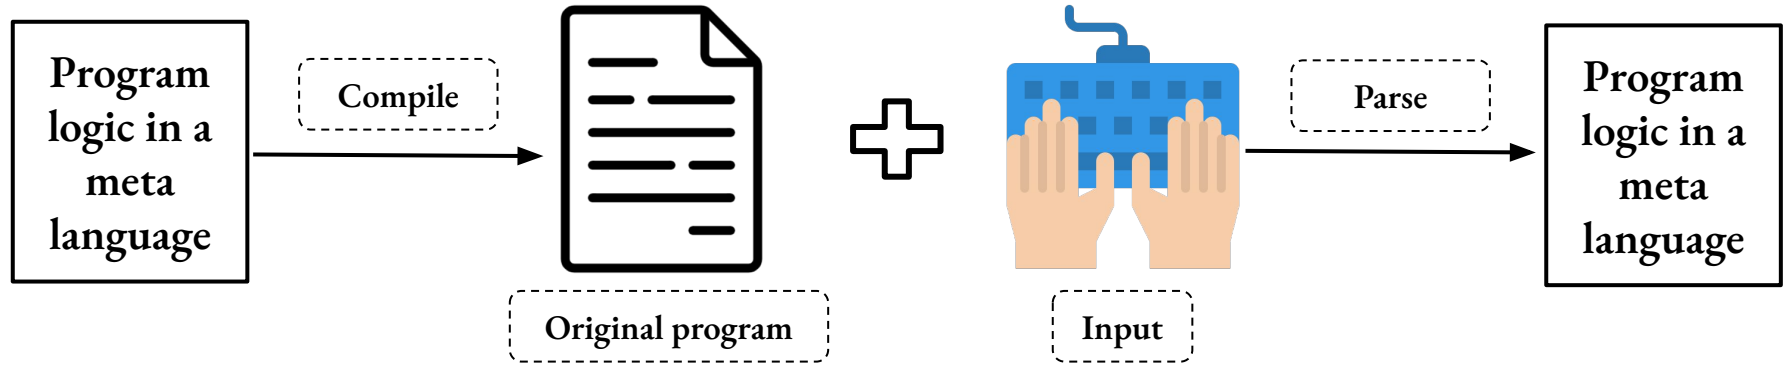 Program
logic in a
meta
language
Compile
Original program
Input
Parse
Program
logic in a
meta
language